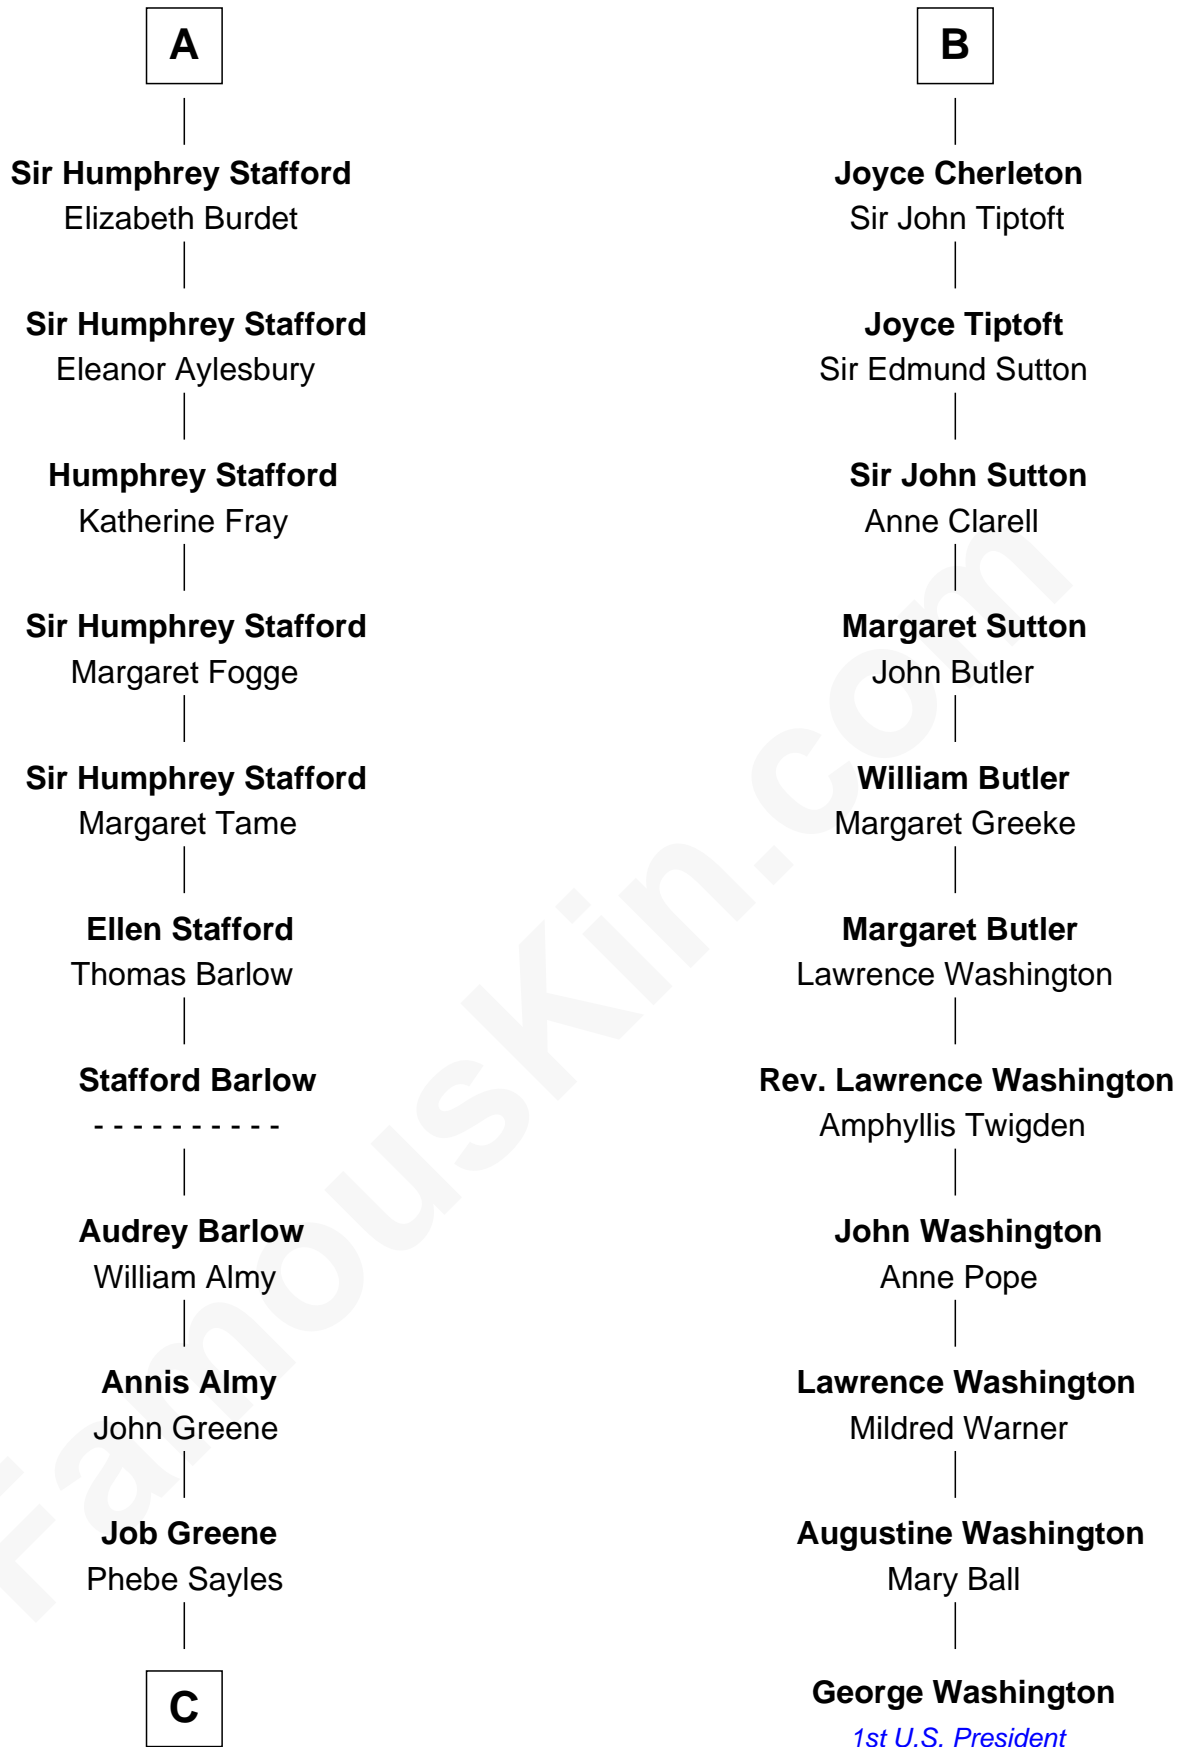 A
Sir Humphrey Stafford
Elizabeth Burdet
Sir Humphrey Stafford
Eleanor Aylesbury
Humphrey Stafford
Katherine Fray
Sir Humphrey Stafford
Margaret Fogge
Sir Humphrey Stafford
Margaret Tame
Ellen Stafford
Thomas Barlow
Stafford Barlow
- - - - - - - - - -
Audrey Barlow
William Almy
Annis Almy
John Greene
Job Greene
Phebe Sayles
C
B
Joyce Cherleton
Sir John Tiptoft
Joyce Tiptoft
Sir Edmund Sutton
Sir John Sutton
Anne Clarell
Margaret Sutton
John Butler
William Butler
Margaret Greeke
Margaret Butler
Lawrence Washington
Rev. Lawrence Washington
Amphyllis Twigden
John Washington
Anne Pope
Lawrence Washington
Mildred Warner
Augustine Washington
Mary Ball
George Washington
1st U.S. President
FamousKin.com